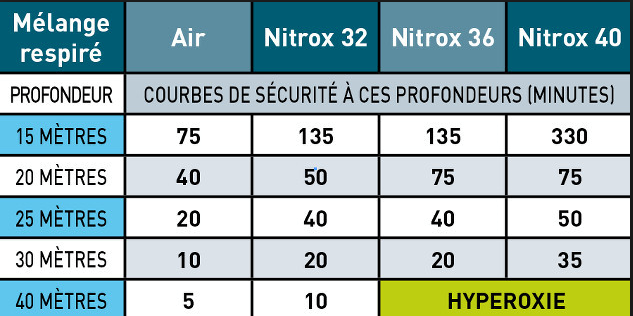 Mélange respiré Air Nitrox 32 Nitrox 36 Nitrox 40
PROFONDEUR COURBES DE SÉCURITÉ À CES PROFONDEURS (MINUTES)
15 MÈTRES 75 135 135 330
20 MÈTRES 40 50 75 75
25 MÈTRES 20 40 40 50
30 MÈTRES 10 20 20 35
40 MÈTRES 5 10 HYPEROXIE